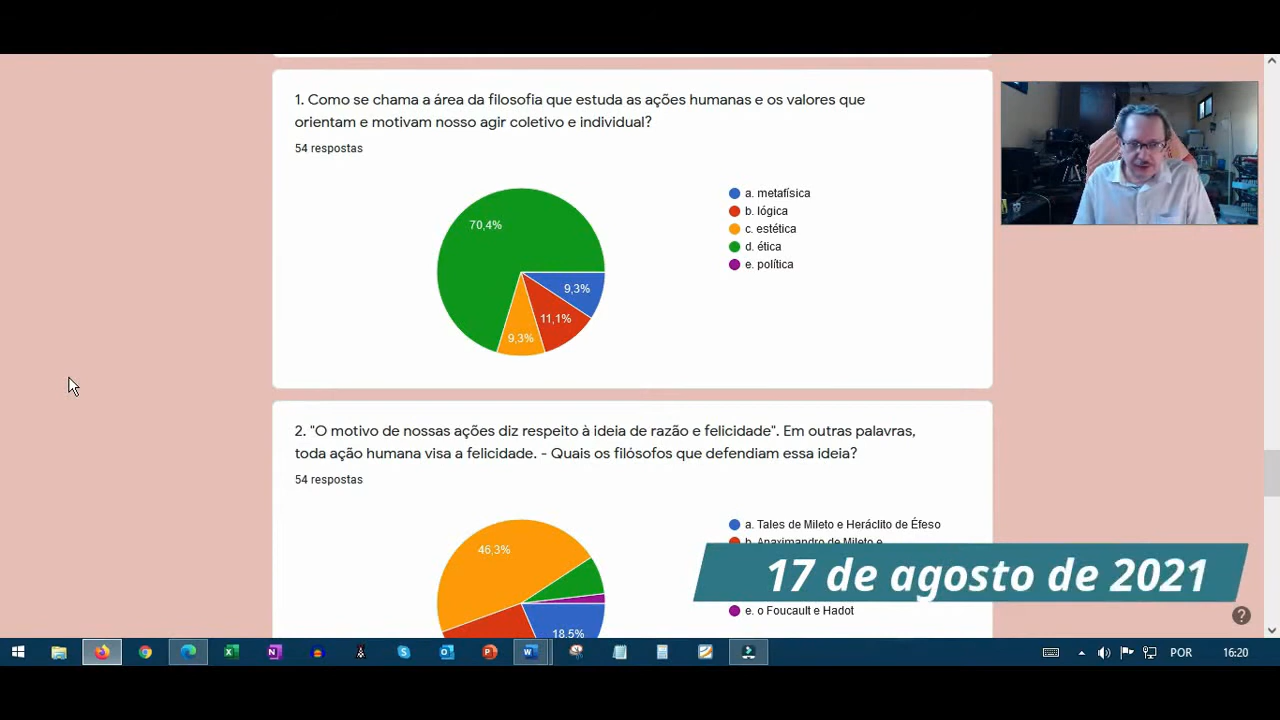 1. Como se chama a área da filosofia que estuda as ações humanas e os valores que
orientam e motivam nosso agir coletivo e individual?
54 respostas
70,4%
9,3%
11,1%
9,3%
a. metafísica
b. lógica
c. estética
d. ética
e. política
2. "O motivo de nossas ações diz respeito à ideia de razão e felicidade". Em outras palavras,
toda ação humana visa a felicidade. - Quais os filósofos que defendiam essa ideia?
54 respostas
46,3%
18,5%
a. Tales de Mileto e Heráclito de Éfeso
b. Anaximandro de Mileto e
e. o Foucault e Hadot
17 de agosto de 2021
POR
16:20